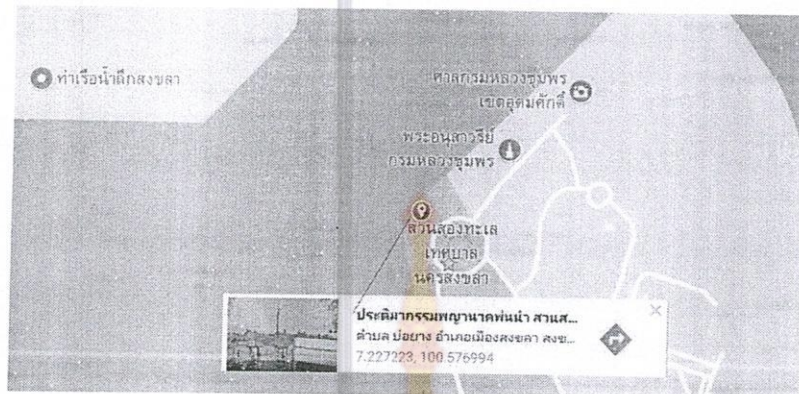 ท่าเรือน้ำลึกสงขลา
ศาลกรมหลวงชุมพร
เขตอุดมศักดิ์
พระอนุสาวรีย์
กรมหลวงชุมพร
สวนสองทะเล
เทศบาล
นครสงขลา
ประติมากรรมพญานาคพ่นน้ำ สวนส...
ตำบล บ่อยาง อำเภอเมืองสงขลา สงข...
7.227223, 100.576994